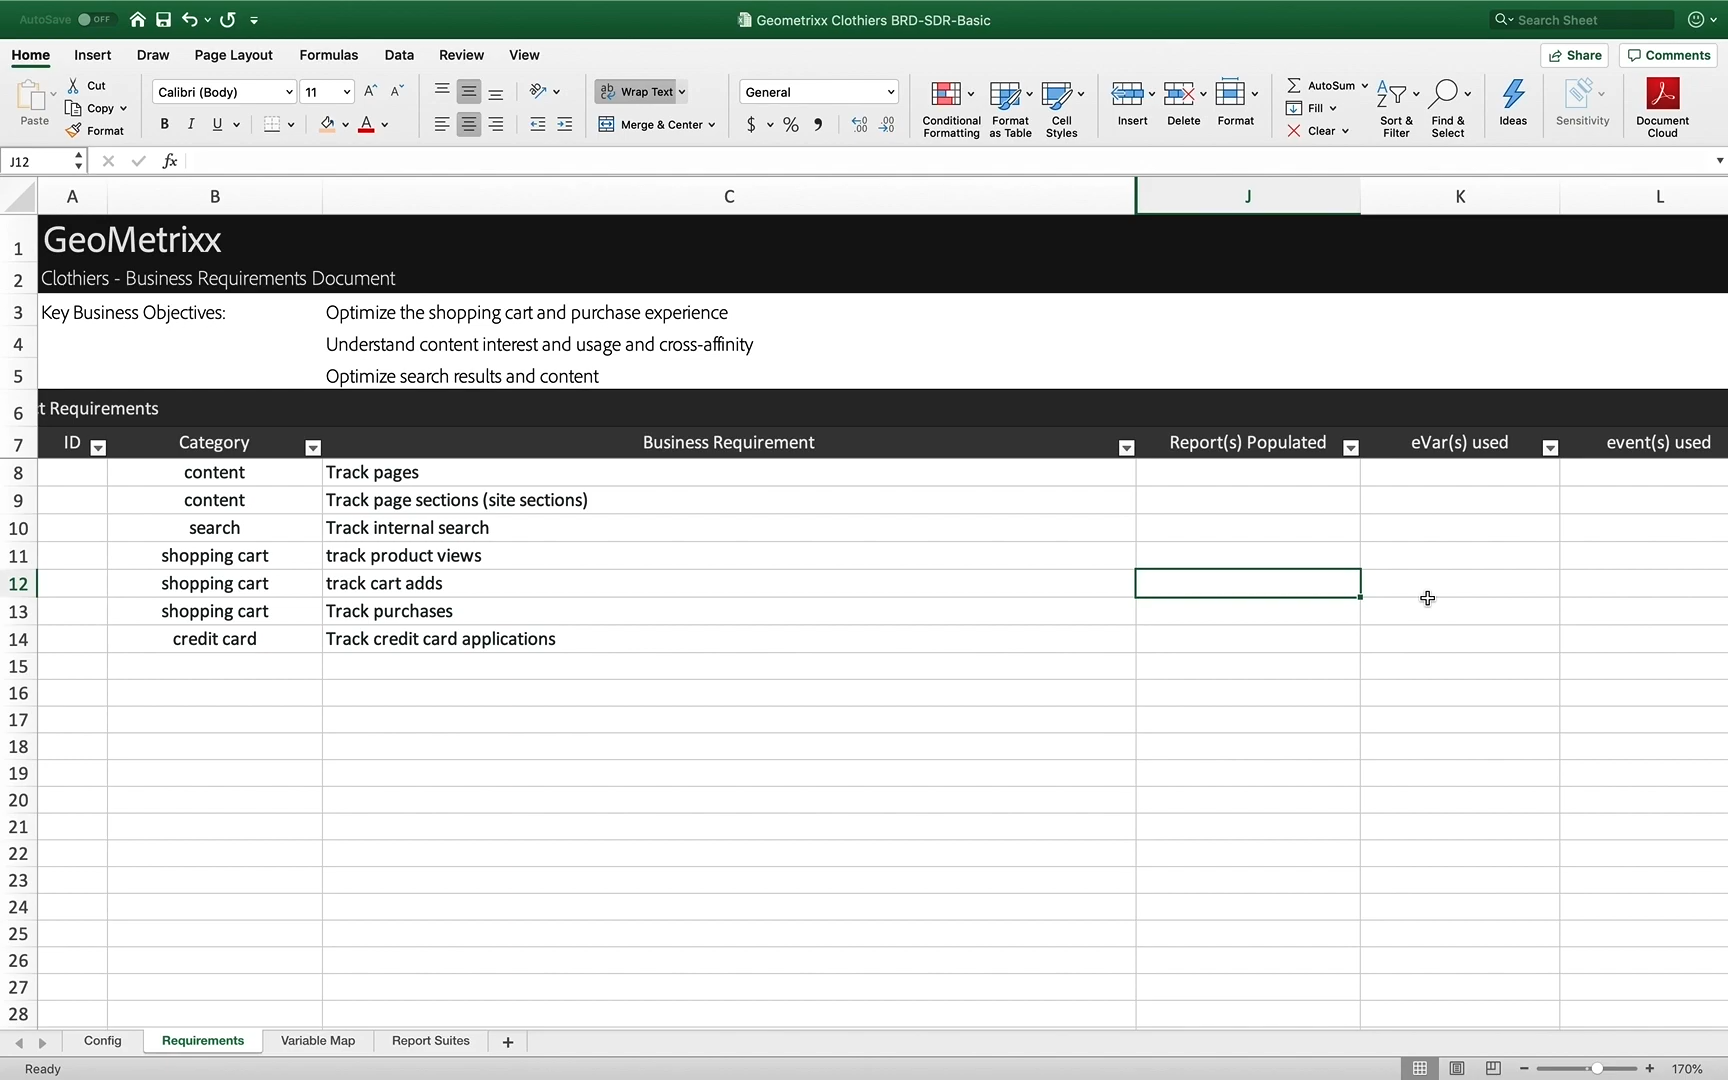 AutoSave OFF
Geometrixx Clothiers BRD-SDR-Basic
Search Sheet
Home Insert Draw Page Layout Formulas Data Review View
Share Comments
Paste
Cut
Copy
Format
Calibri (Body) 11
B I U
Wrap Text
Merge & Center
General
$ %
Conditional Formatting
Format as Table
Cell Styles
Insert Delete Format
AutoSum
Fill
Clear
Sort & Filter
Find & Select
Ideas
Sensitivity
Document Cloud
J12 fx
A B C J K L
1 GeoMetrixx
2 Clothiers - Business Requirements Document
3 Key Business Objectives: Optimize the shopping cart and purchase experience
4 Understand content interest and usage and cross-affinity
5 Optimize search results and content
6 t Requirements
7 ID Category Business Requirement Report(s) Populated eVar(s) used event(s) used
8 content Track pages
9 content Track page sections (site sections)
10 search Track internal search
11 shopping cart track product views
12 shopping cart track cart adds
13 shopping cart Track purchases
14 credit card Track credit card applications
15
16
17
18
19
20
21
22
23
24
25
26
27
28
Config Requirements Variable Map Report Suites +
Ready
170%